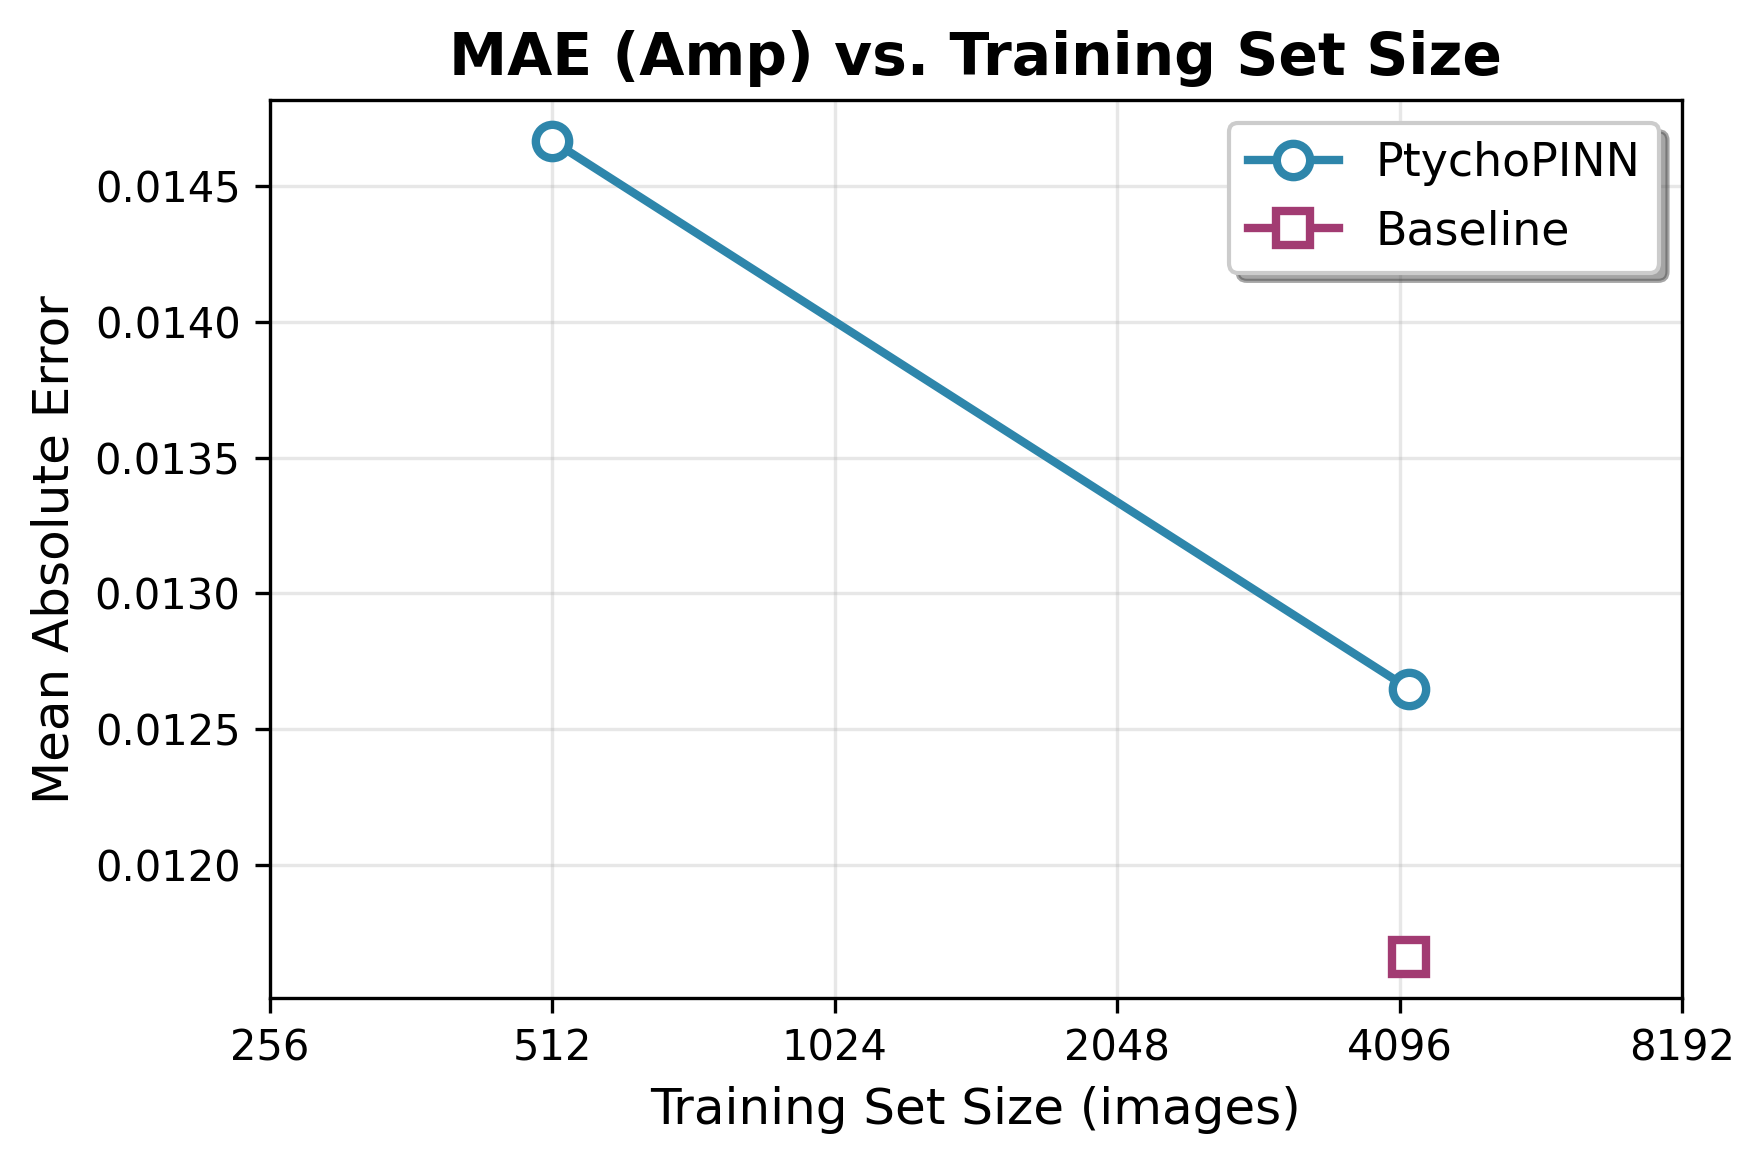 MAE (Amp) vs. Training Set Size
PtychoPINN
Baseline
Mean Absolute Error
0.0145
0.0140
0.0135
0.0130
0.0125
0.0120
256 512 1024 2048 4096 8192
Training Set Size (images)